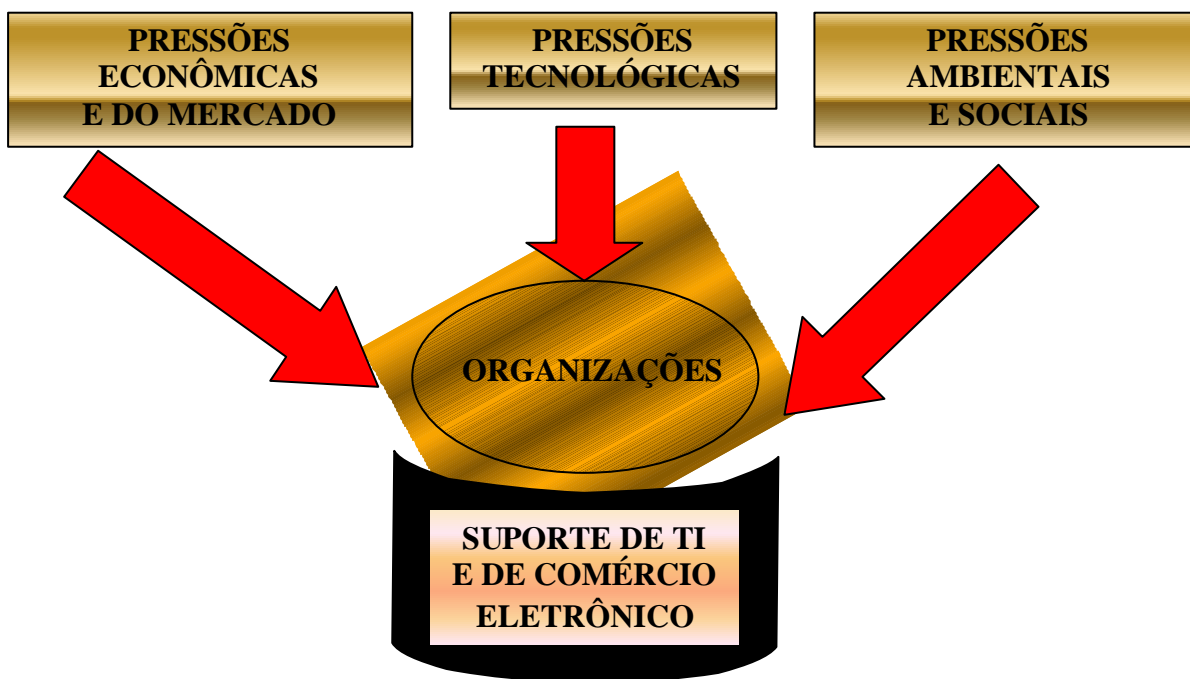 PRESSÕES
ECONÔMICAS
E DO MERCADO
PRESSÕES
TECNOLÓGICAS
PRESSÕES
AMBIENTAIS
E SOCIAIS
ORGANIZAÇÕES
SUPORTE DE TI
E DE COMÉRCIO
ELETRÔNICO